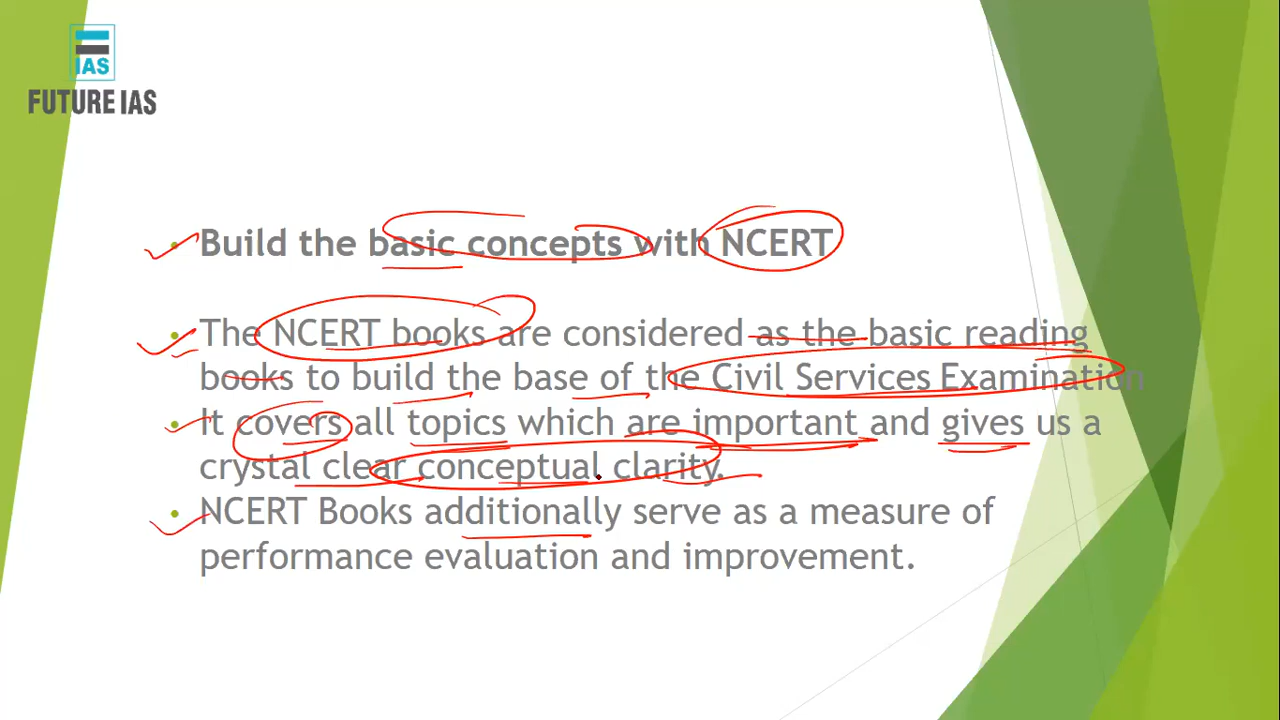 IAS
FUTURE IAS
• Build the basic concepts with NCERT
• The NCERT books are considered as the basic reading
books to build the base of the Civil Services Examination
• It covers all topics which are important and gives us a
crystal clear conceptual clarity.
• NCERT Books additionally serve as a measure of
performance evaluation and improvement.